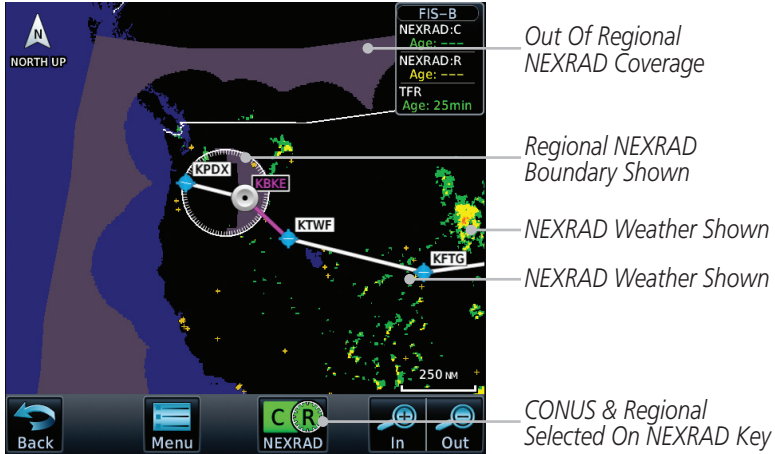 N
NORTH UP
FIS-B
NEXRAD:C
Age: ---
NEXRAD:R
Age: ---
TFR
Age: 25min
Out Of Regional
NEXRAD Coverage
Regional NEXRAD
Boundary Shown
KPDX
KBKE
KTWF
KFTG
NEXRAD Weather Shown
NEXRAD Weather Shown
250 NM
Back
Menu
C R
NEXRAD
In
Out
CONUS & Regional
Selected On NEXRAD Key